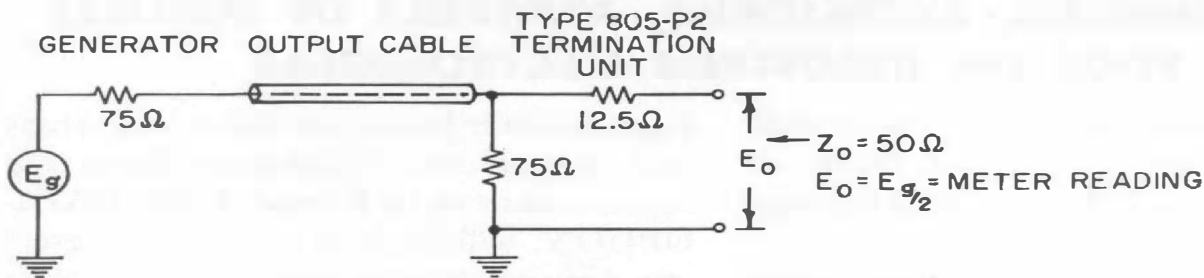 TYPE 805-P2
GENERATOR OUTPUT CABLE TERMINATION
UNIT
75Ω
12.5Ω
75Ω
Eg
Eo
Zo = 50Ω
Eo = Eg/2 = METER READING